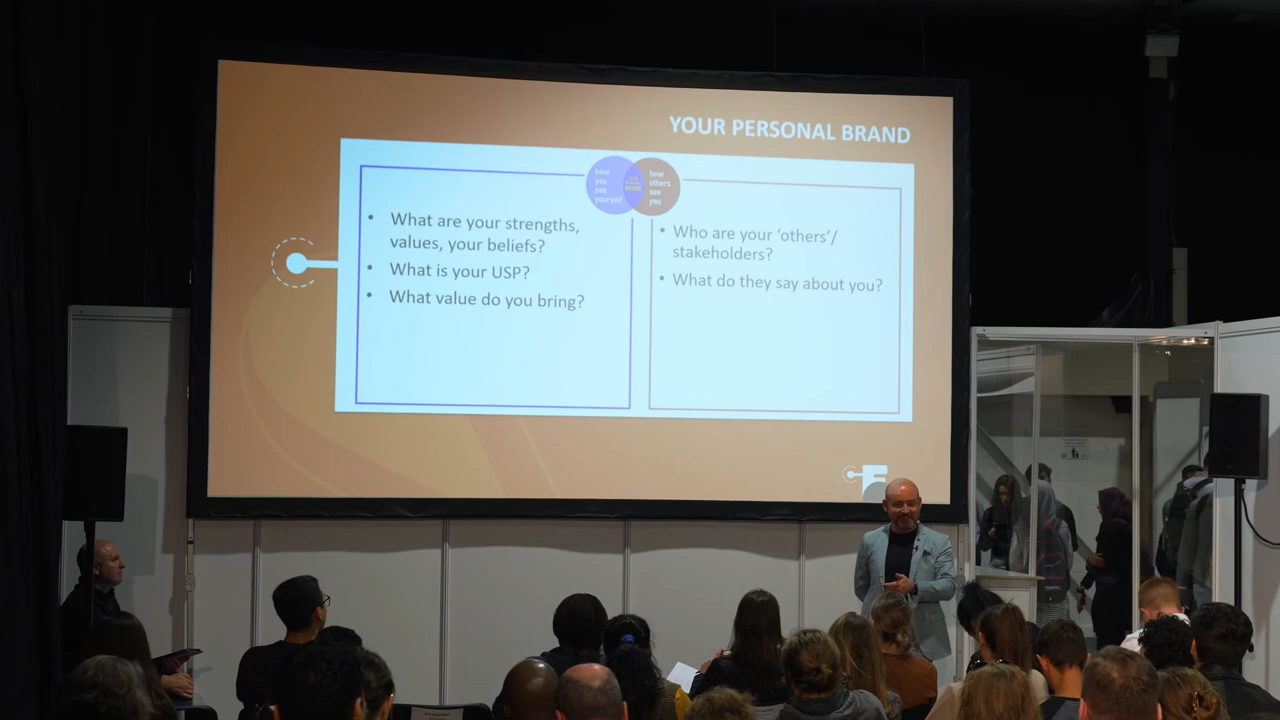 YOUR PERSONAL BRAND
how
you
see
yourself
BRAND
how
others
see
you
• What are your strengths,
values, your beliefs?
• What is your USP?
• What value do you bring?
• Who are your ‘others’/
stakeholders?
• What do they say about you?